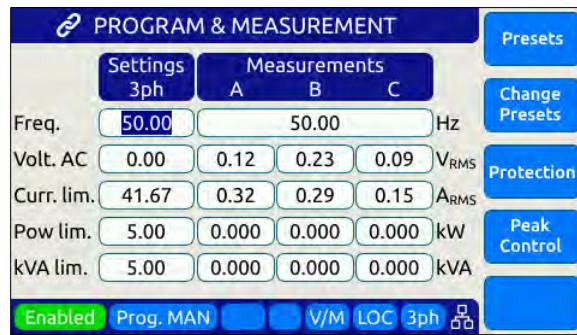 PROGRAM & MEASUREMENT
Settings 3ph
Measurements
A B C
Freq. 50.00 50.00 Hz
Volt. AC 0.00 0.12 0.23 0.09 VRMS
Curr. lim. 41.67 0.32 0.29 0.15 ARMS
Pow lim. 5.00 0.000 0.000 0.000 kW
kVA lim. 5.00 0.000 0.000 0.000 kVA
Enabled Prog. MAN V/M LOC 3ph
Presets
Change
Presets
Protection
Peak
Control